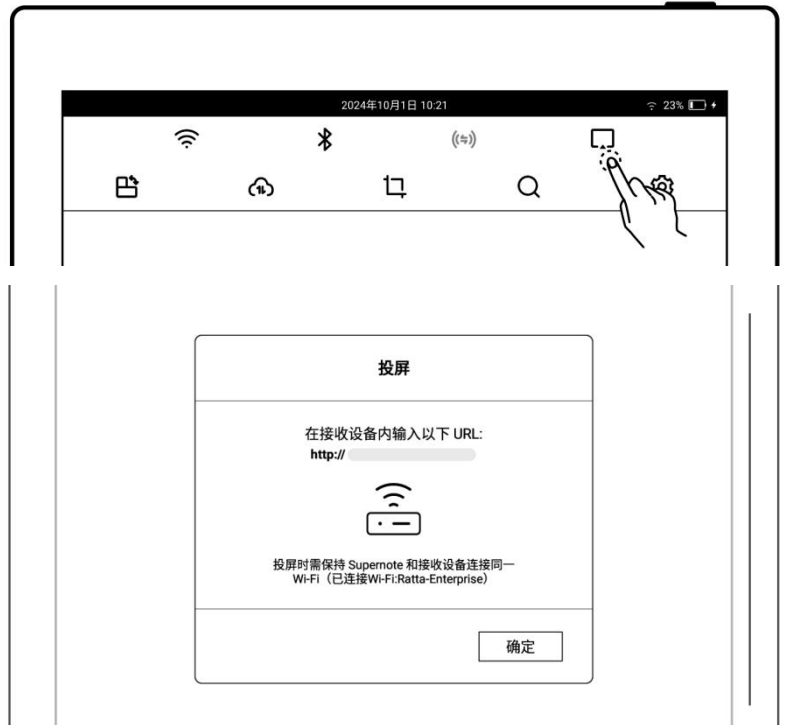 2024年10月1日 10:21
23%
投屏
在接收设备内输入以下 URL:
http://
投屏时需保持 Supernote 和接收设备连接同一
Wi-Fi（已连接Wi-Fi:Ratta-Enterprise）
确定